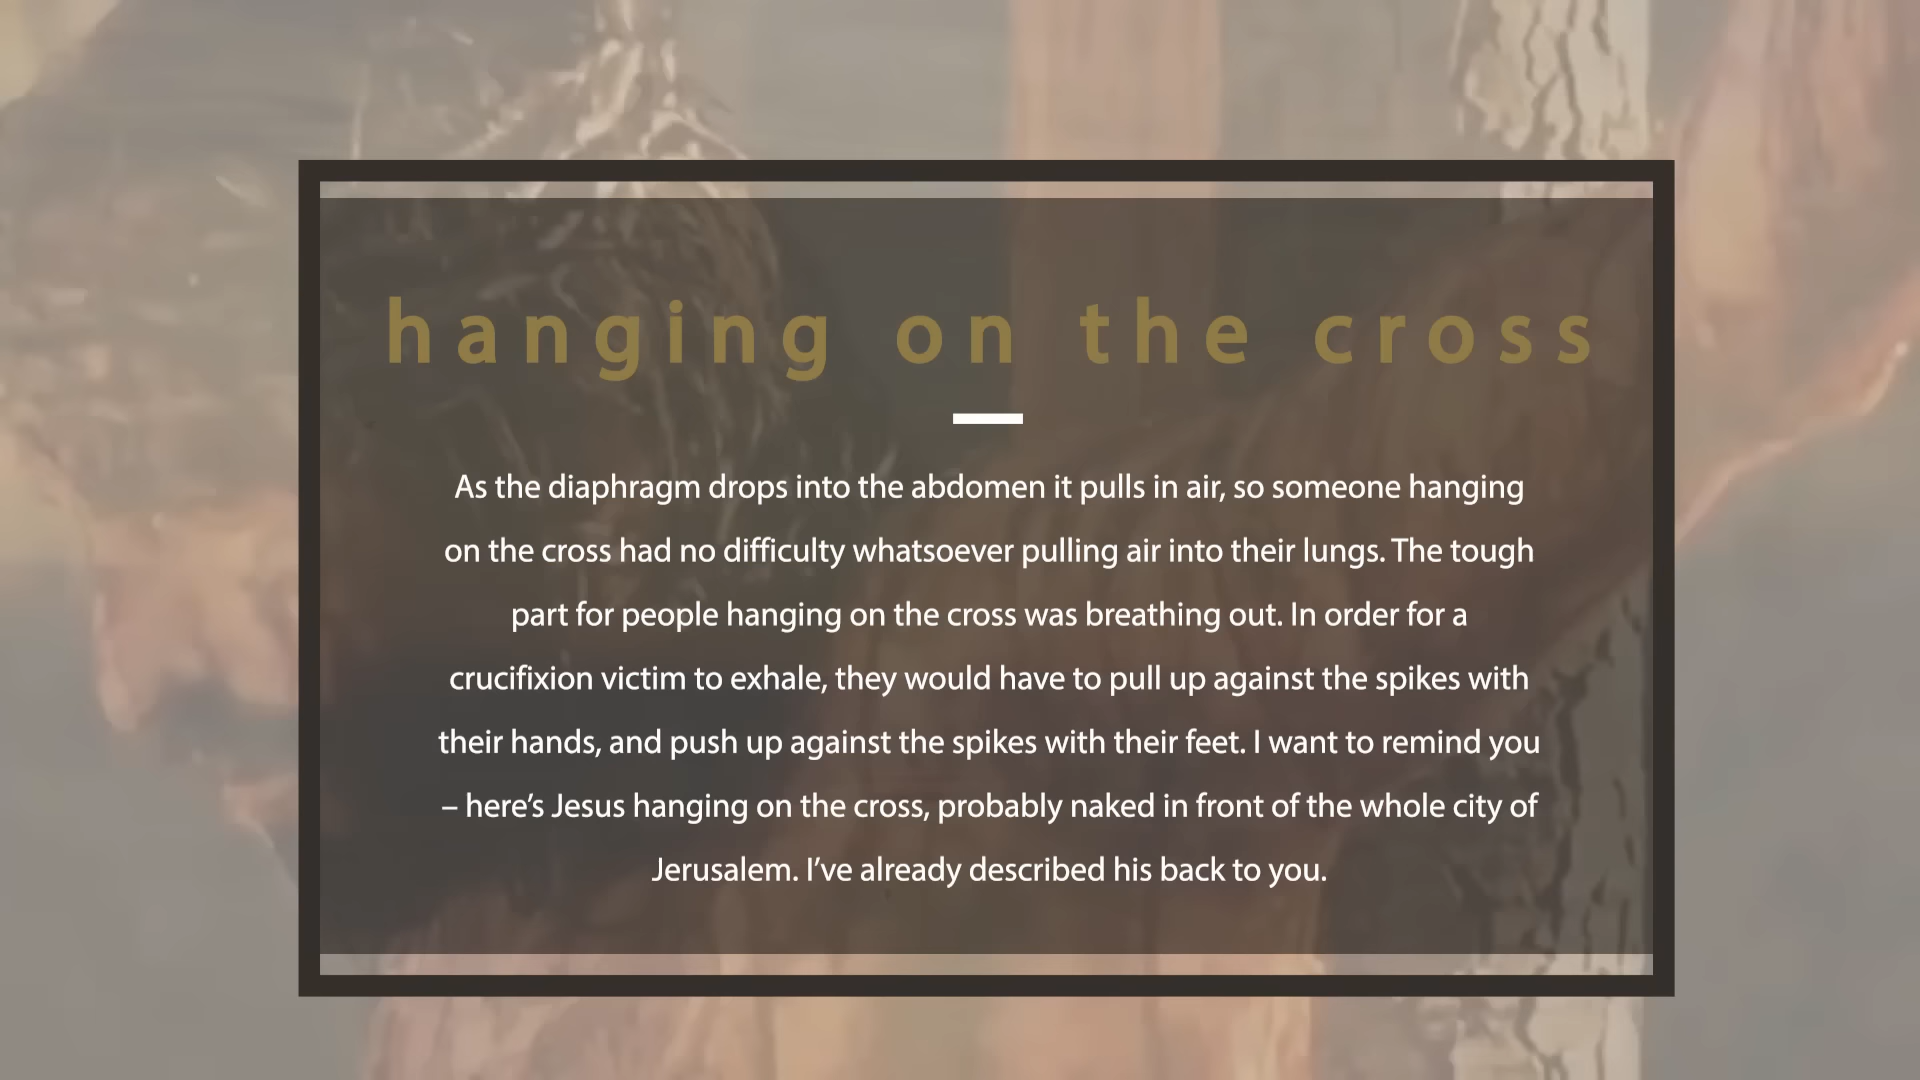 hanging on the cross
As the diaphragm drops into the abdomen it pulls in air, so someone hanging
on the cross had no difficulty whatsoever pulling air into their lungs. The tough
part for people hanging on the cross was breathing out. In order for a
crucifixion victim to exhale, they would have to pull up against the spikes with
their hands, and push up against the spikes with their feet. I want to remind you
– here’s Jesus hanging on the cross, probably naked in front of the whole city of
Jerusalem. I’ve already described his back to you.